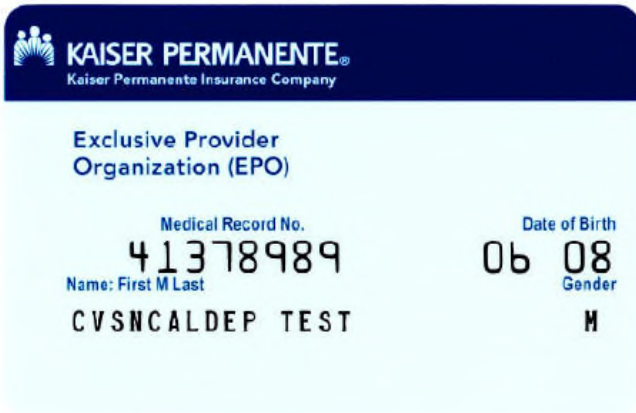 KAISER PERMANENTE®
Kaiser Permanente Insurance Company
Exclusive Provider
Organization (EPO)
Medical Record No. Date of Birth
41378989 06 08
Name: First M Last Gender
CVSNCALDEP TEST M